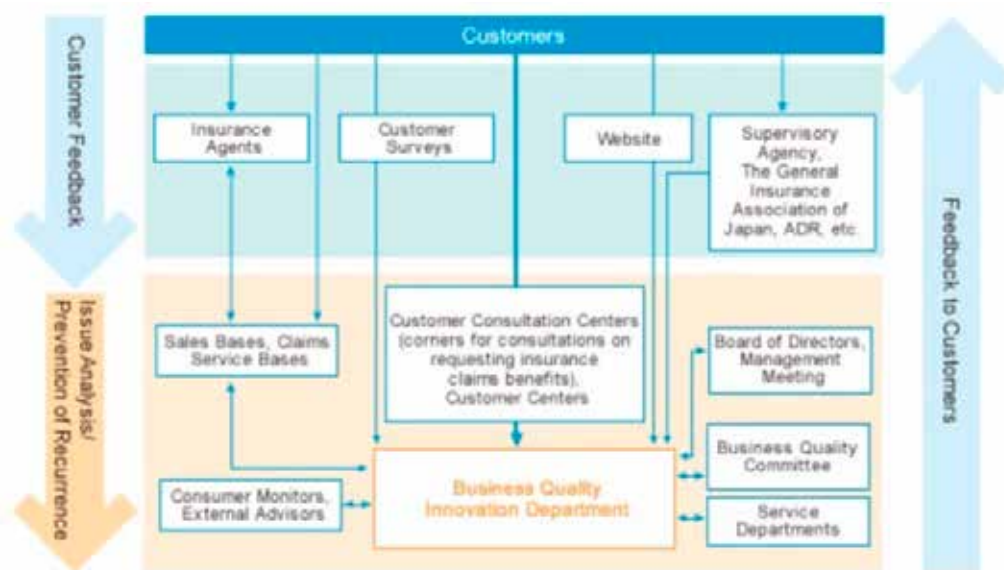 Customers
Customer Feedback
Insurance
Agents
Customer
Surveys
Website
Supervisory
Agency,
The General
Insurance
Association of
Japan, ADR, etc.
Feedback to Customers
Issue Analysis/
Prevention of Recurrence
Sales Bases, Claims
Service Bases
Customer Consultation Centers
(corners for consultations on
requesting insurance
claims benefits),
Customer Centers
Board of Directors,
Management
Meeting
Business Quality
Committee
Consumer Monitors,
External Advisors
Business Quality
Innovation Department
Service
Departments